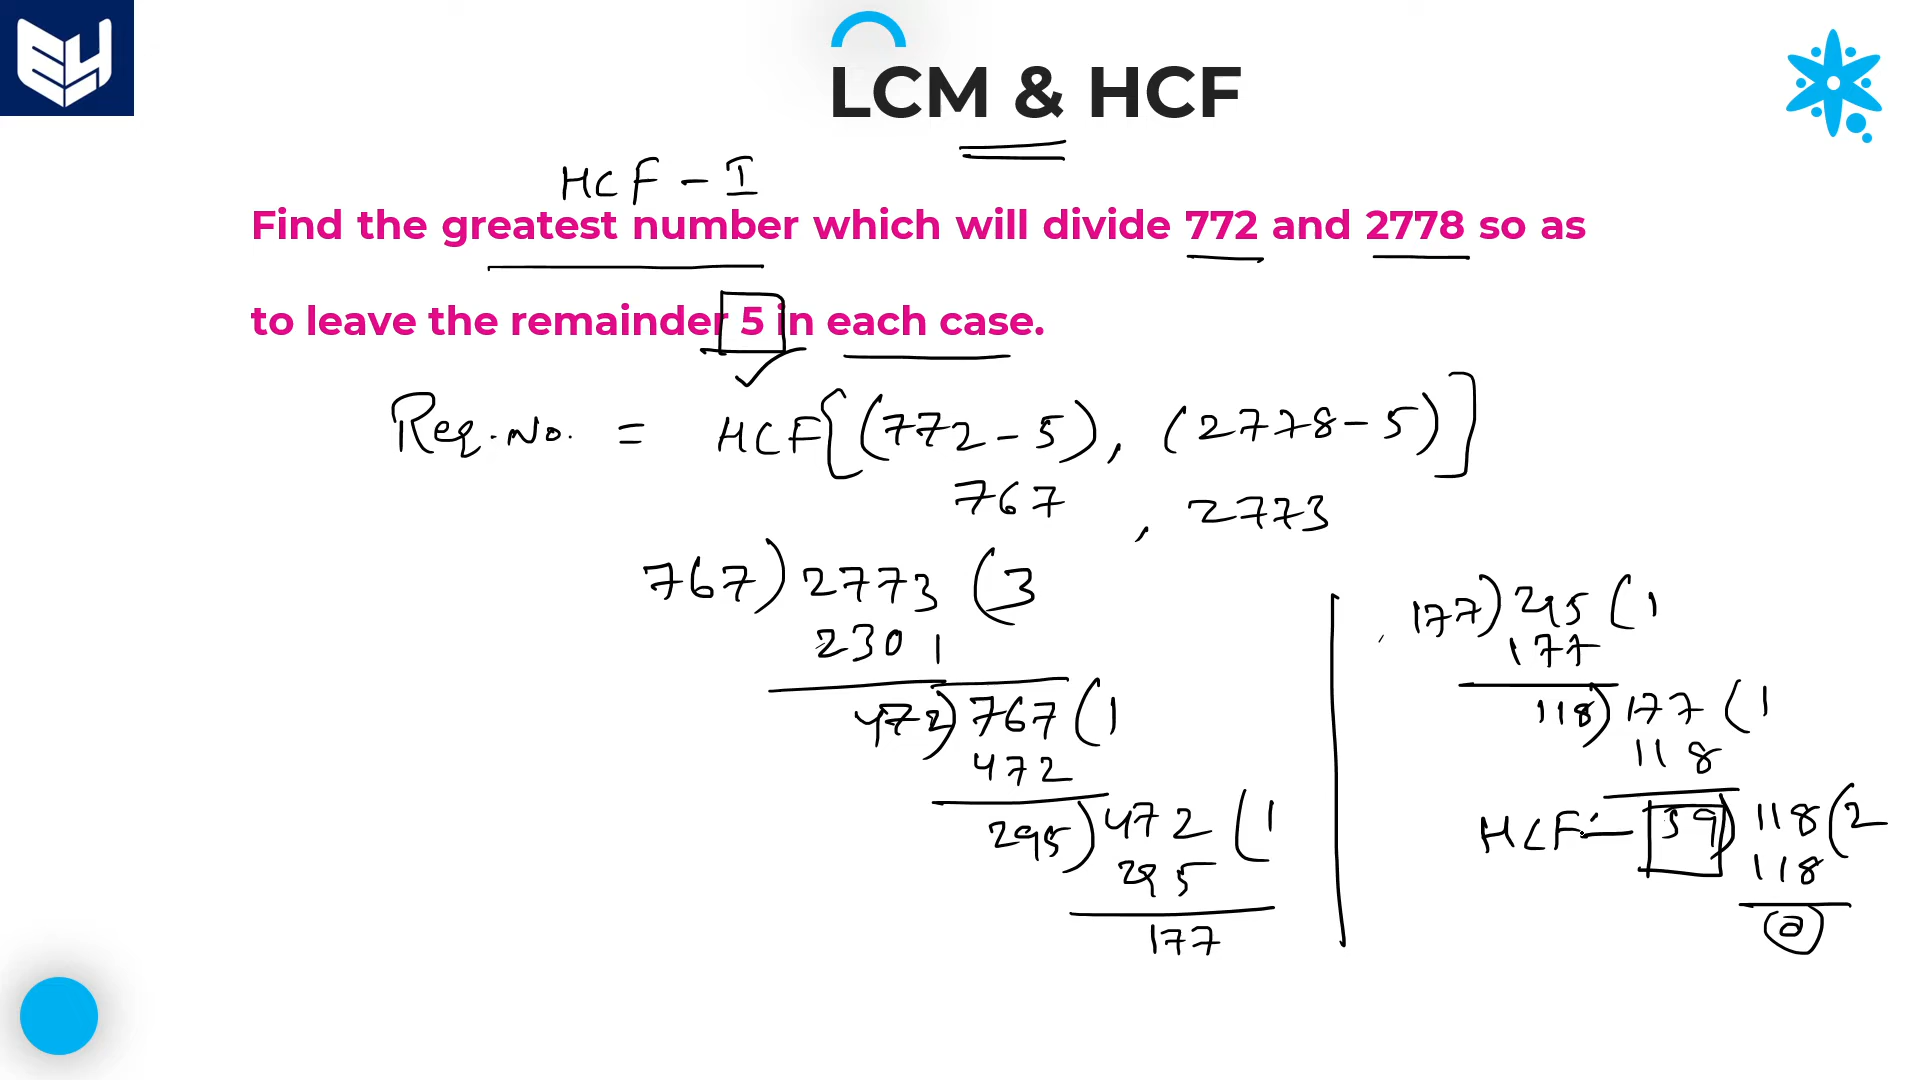 EY
LCM & HCF
HCF - I
Find the greatest number which will divide 772 and 2778 so as
to leave the remainder 5 in each case.
Req. No. = HCF{(772-5), (2778-5)]
767 , 2773
767) 2773 (3
2301
472) 767 (1
472
295) 472 (1
295
177
177) 295 (1
177
118) 177 (1
118
HCF = 59) 118 (2
118
0